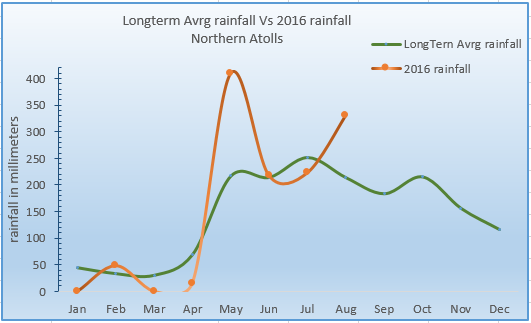 Longterm Avrg rainfall Vs 2016 rainfall
Northern Atolls
LongTern Avrg rainfall
2016 rainfall
rainfall in millimeters
400
350
300
250
200
150
100
50
0
Jan Feb Mar Apr May Jun Jul Aug Sep Oct Nov Dec